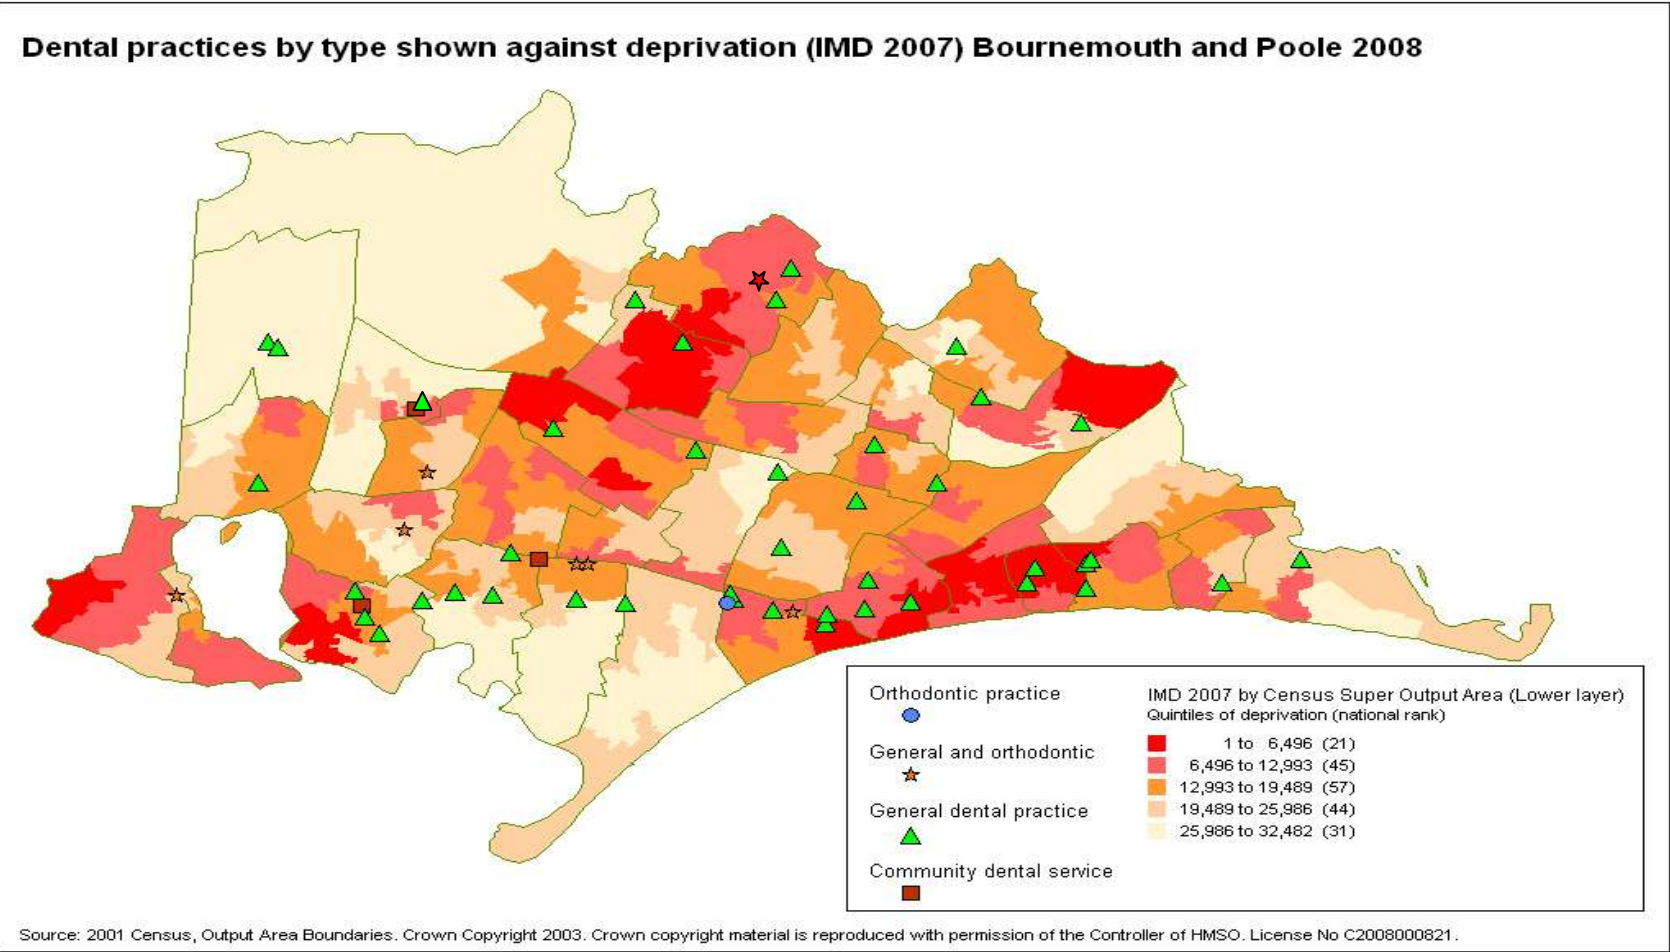 Dental practices by type shown against deprivation (IMD 2007) Bournemouth and Poole 2008
Orthodontic practice
General and orthodontic
General dental practice
Community dental service
IMD 2007 by Census Super Output Area (Lower layer)
Quintiles of deprivation (national rank)
1 to 6,496 (21)
6,496 to 12,993 (45)
12,993 to 19,489 (57)
19,489 to 25,986 (44)
25,986 to 32,482 (31)
Source: 2001 Census, Output Area Boundaries. Crown Copyright 2003. Crown copyright material is reproduced with permission of the Controller of HMSO. License No C2008000821.